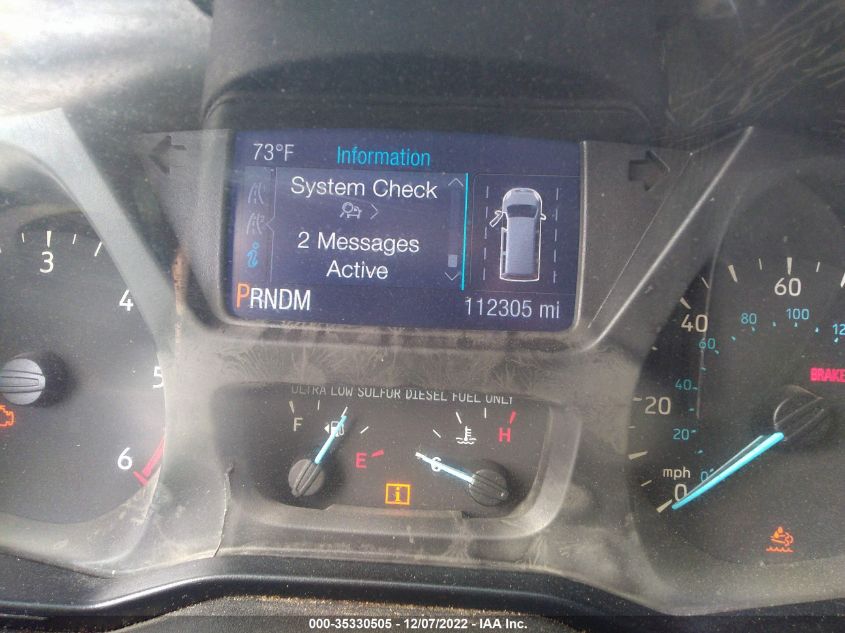 73°F Information
System Check
2 Messages
Active
PRNDM
112305 mi
3
4
5
6
ULTRA LOW SULFUR DIESEL FUEL ONLY
F
E
C
H
i
0
20
40
60
mph
0
20
40
60
80
100
12
BRAKE
000-35330505 - 12/07/2022 - IAA Inc.